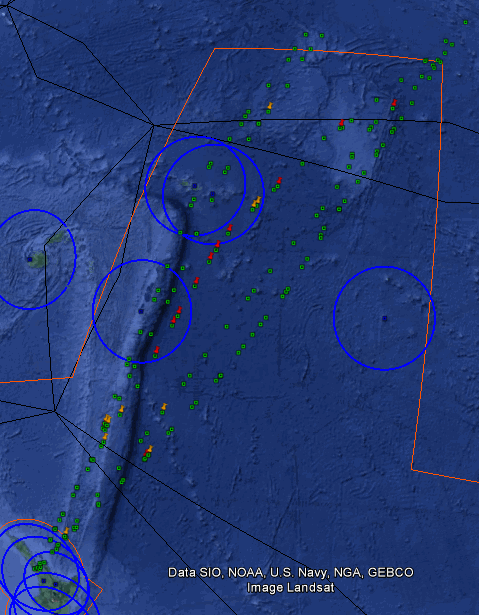 Data SIO, NOAA, U.S. Navy, NGA, GEBCO
Image Landsat